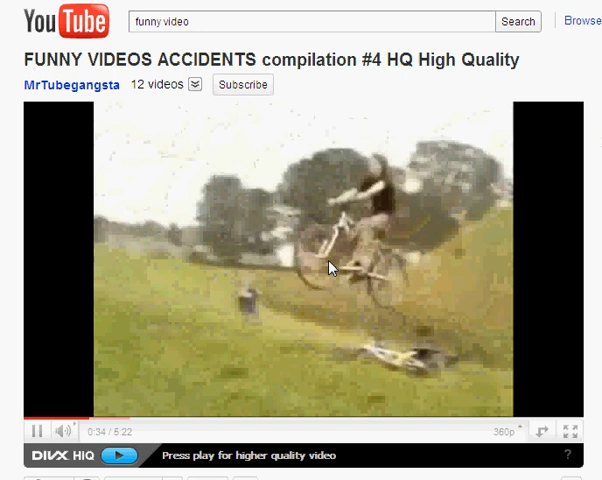 YouTube funny video Search Browse
FUNNY VIDEOS ACCIDENTS compilation #4 HQ High Quality
MrTubegangsta 12 videos Subscribe
0:34 / 5:22 360p
DIVX HIQ Press play for higher quality video ?